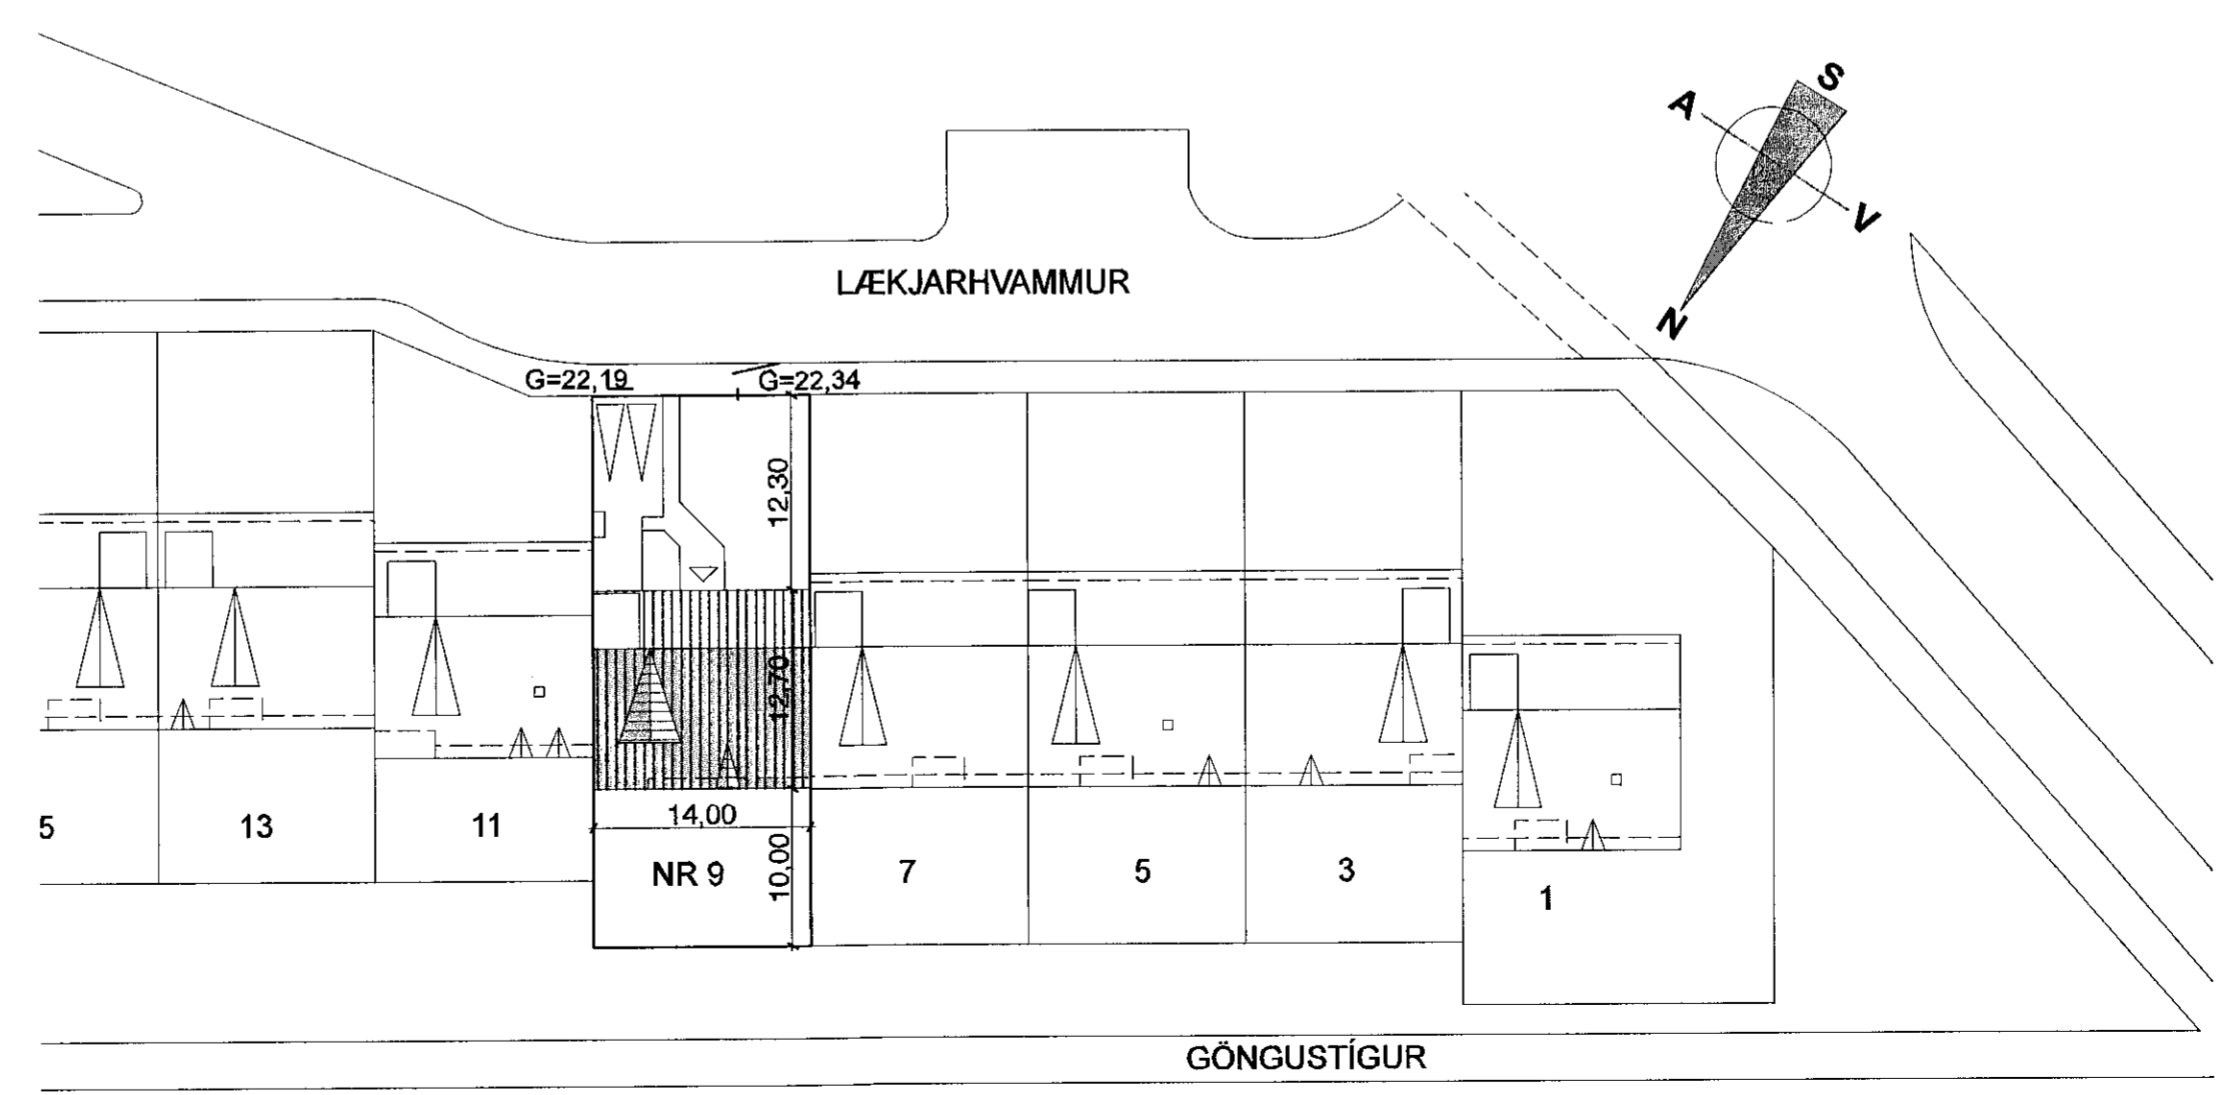 S
A
V
N
LÆKJARHVAMMUR
G=22,19
G=22,34
12,30
12,70
14,00
10,00
5
13
11
NR 9
7
5
3
1
GÖNGUSTÍGUR